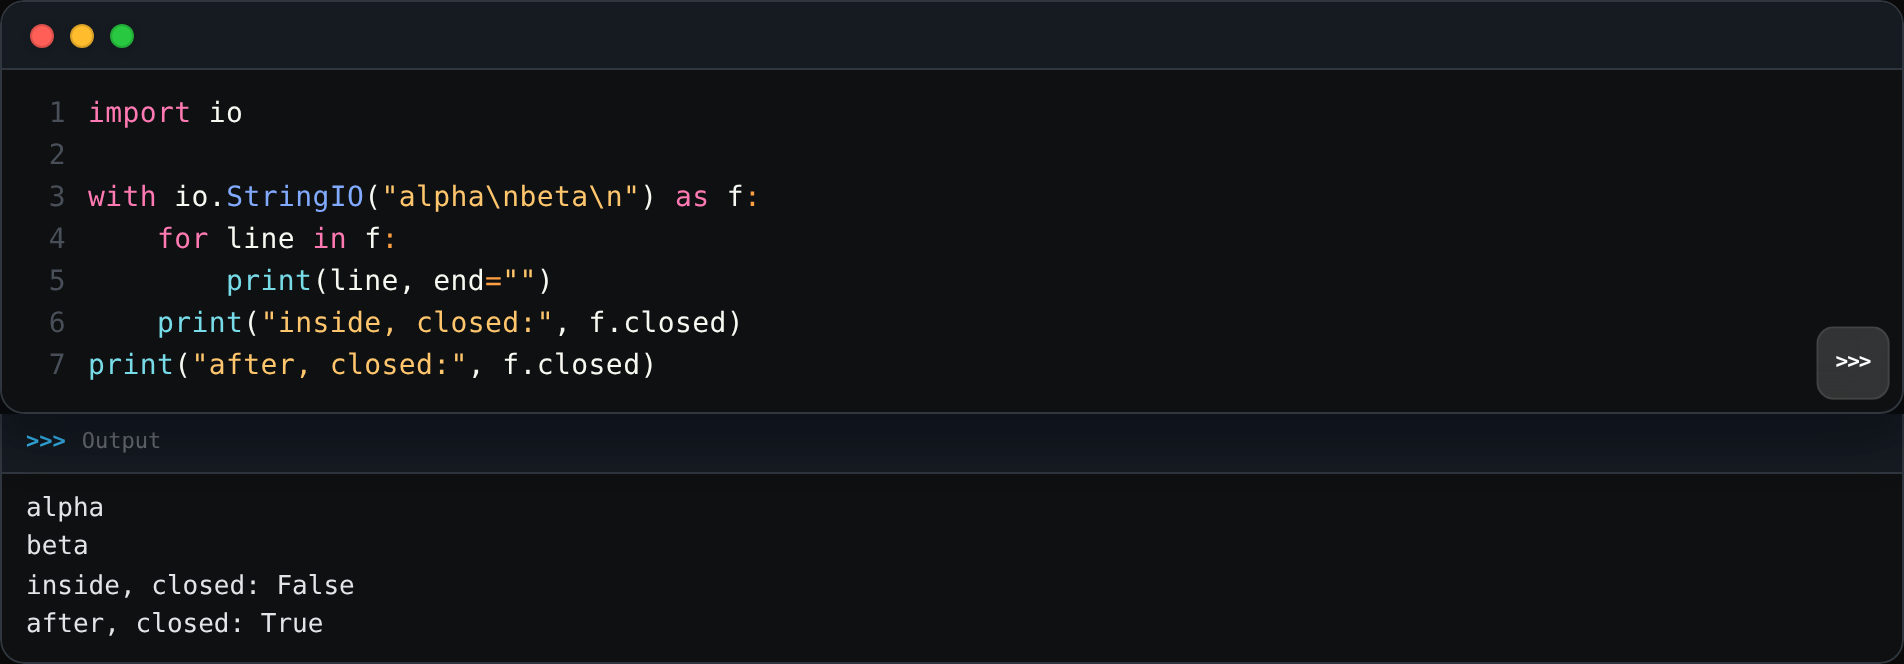 1 import io
2
3 with io.StringIO("alpha\nbeta\n") as f:
4     for line in f:
5         print(line, end="")
6     print("inside, closed:", f.closed)
7 print("after, closed:", f.closed)
>>>
>>> Output
alpha
beta
inside, closed: False
after, closed: True